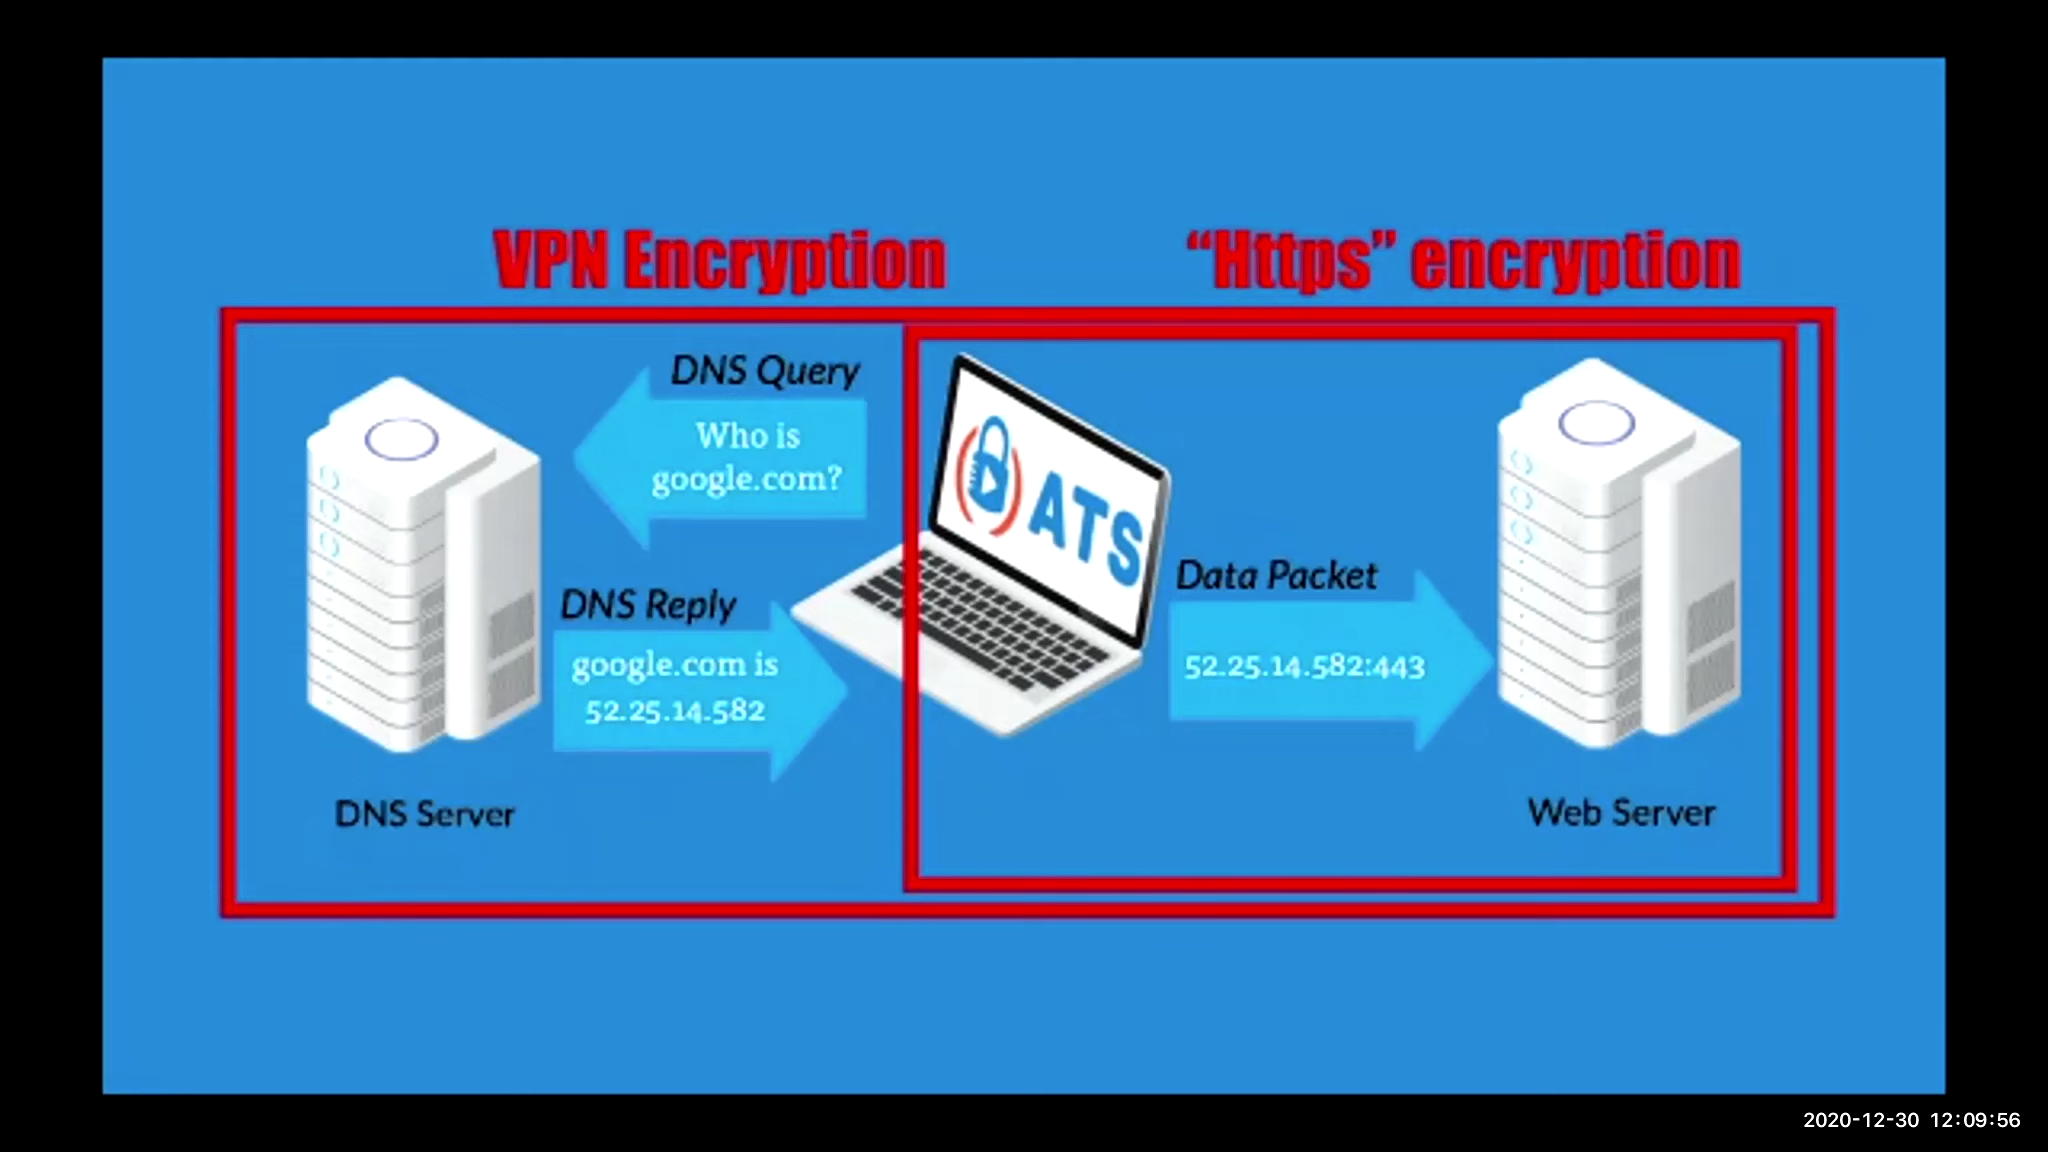 VPN Encryption
“Https” encryption
DNS Query
Who is
google.com?
ATS
DNS Reply
google.com is
52.25.14.582
Data Packet
52.25.14.582:443
DNS Server
Web Server
2020-12-30 12:09:56